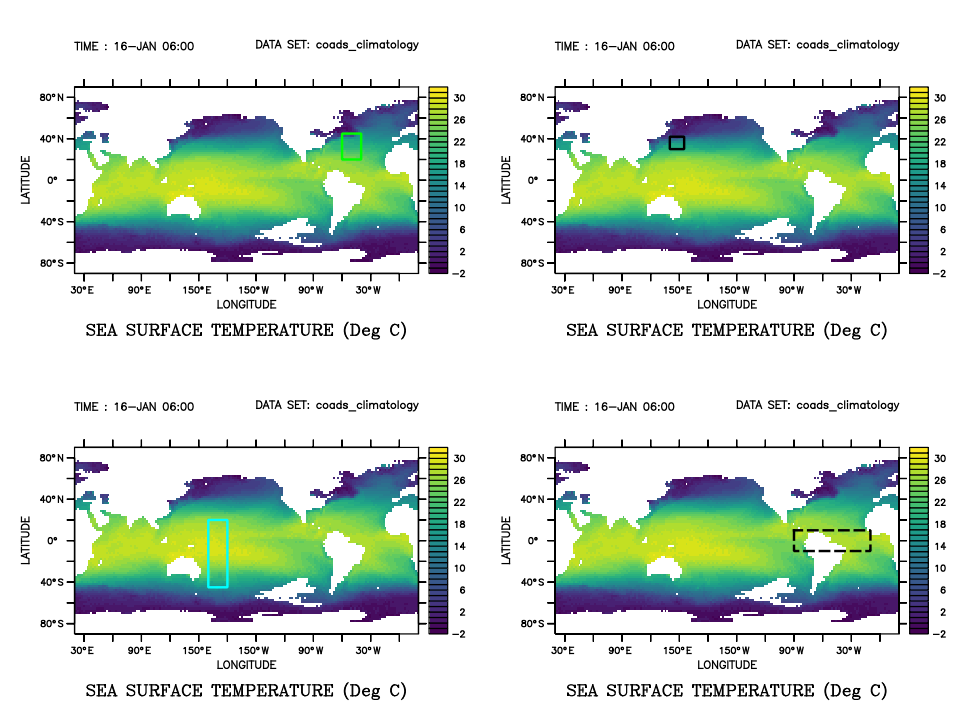 TIME : 16-JAN 06:00 DATA SET: coads_climatology
80°N
40°N
0°
40°S
80°S
LATITUDE
30°E 90°E 150°E 150°W 90°W 30°W
LONGITUDE
30
26
22
18
14
10
6
2
-2
SEA SURFACE TEMPERATURE (Deg C)
TIME : 16-JAN 06:00 DATA SET: coads_climatology
80°N
40°N
0°
40°S
80°S
LATITUDE
30°E 90°E 150°E 150°W 90°W 30°W
LONGITUDE
30
26
22
18
14
10
6
2
-2
SEA SURFACE TEMPERATURE (Deg C)
TIME : 16-JAN 06:00 DATA SET: coads_climatology
80°N
40°N
0°
40°S
80°S
LATITUDE
30°E 90°E 150°E 150°W 90°W 30°W
LONGITUDE
30
26
22
18
14
10
6
2
-2
SEA SURFACE TEMPERATURE (Deg C)
TIME : 16-JAN 06:00 DATA SET: coads_climatology
80°N
40°N
0°
40°S
80°S
LATITUDE
30°E 90°E 150°E 150°W 90°W 30°W
LONGITUDE
30
26
22
18
14
10
6
2
-2
SEA SURFACE TEMPERATURE (Deg C)